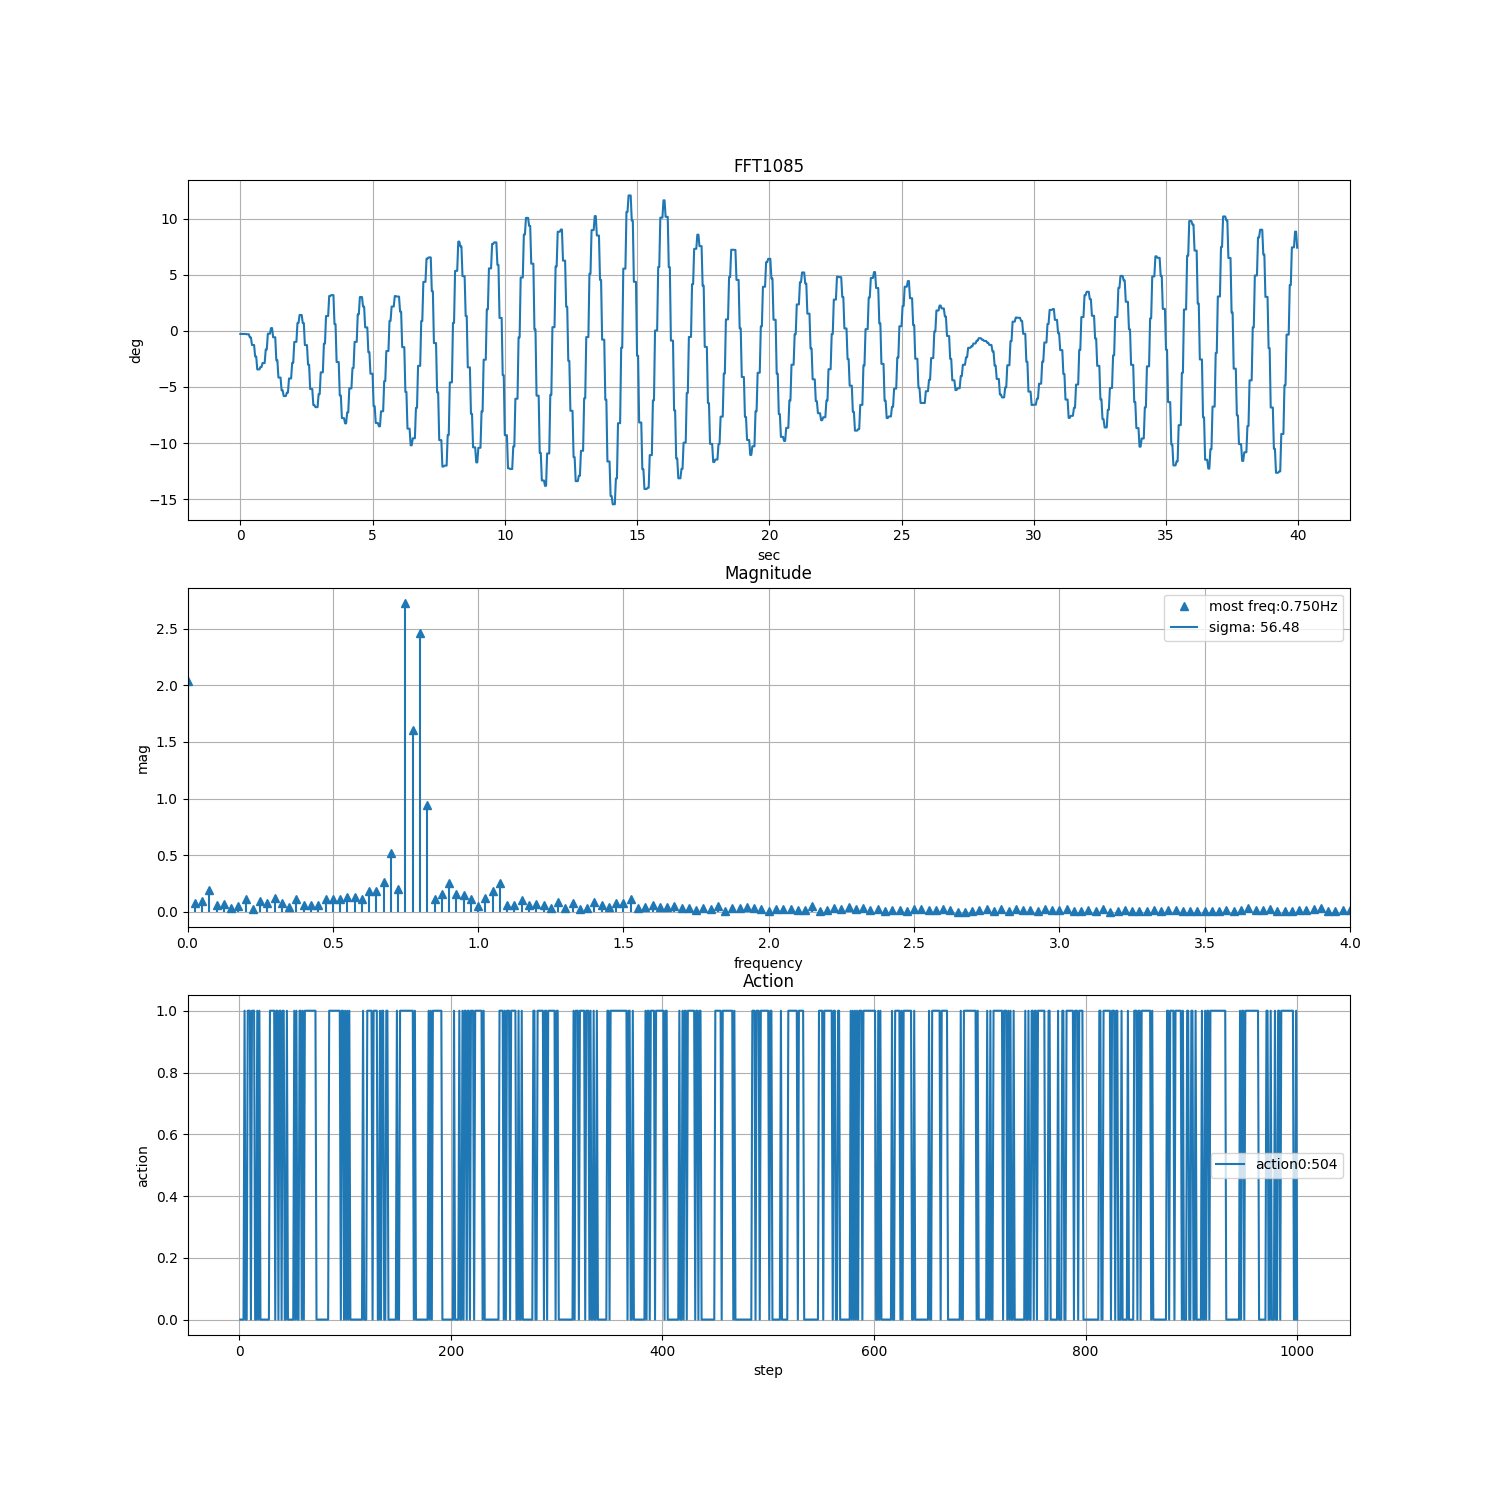 FFT1085
10
5
0
−5
−10
−15
deg
0 5 10 15 20 25 30 35 40
sec
Magnitude
most freq:0.750Hz
sigma: 56.48
2.5
2.0
1.5
1.0
0.5
0.0
mag
0.0 0.5 1.0 1.5 2.0 2.5 3.0 3.5 4.0
frequency
Action
1.0
0.8
0.6
0.4
0.2
0.0
action
action0:504
0 200 400 600 800 1000
step